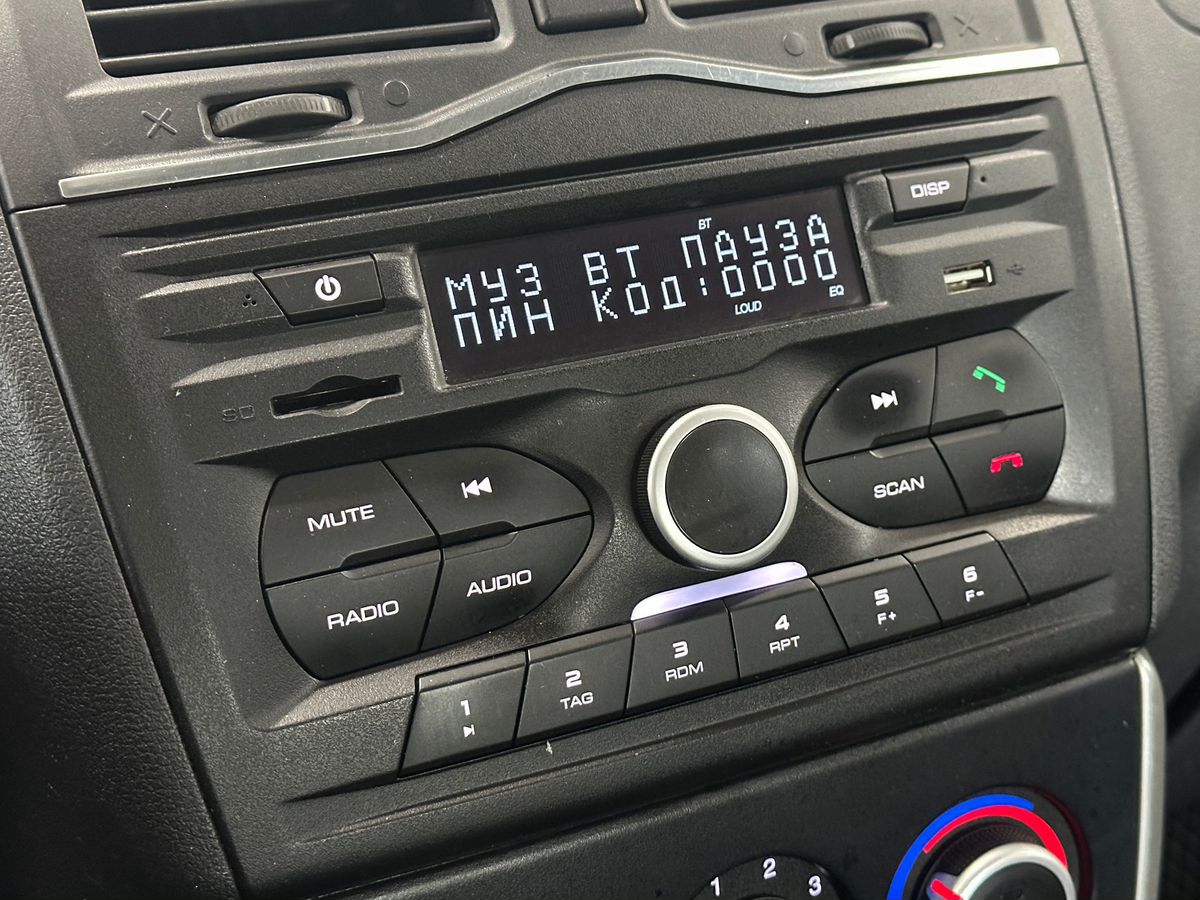 DISP
BT
МУЗ ВТ ПАУЗА
ПИН КОД:0000
LOUD
EQ
SD
MUTE
SCAN
RADIO
AUDIO
1
2 TAG
3 RDM
4 RPT
5 F+
6 F-
1 2 3